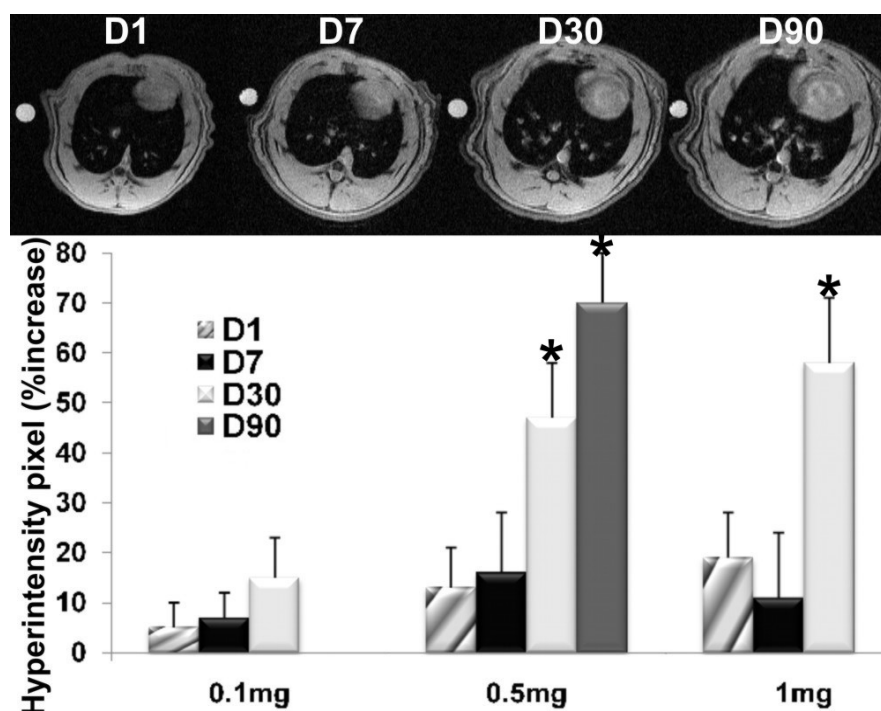 D1 D7 D30 D90
Hyperintensity pixel (%increase)
80
70
60
50
40
30
20
10
0
D1
D7
D30
D90
*
*
*
0.1mg 0.5mg 1mg